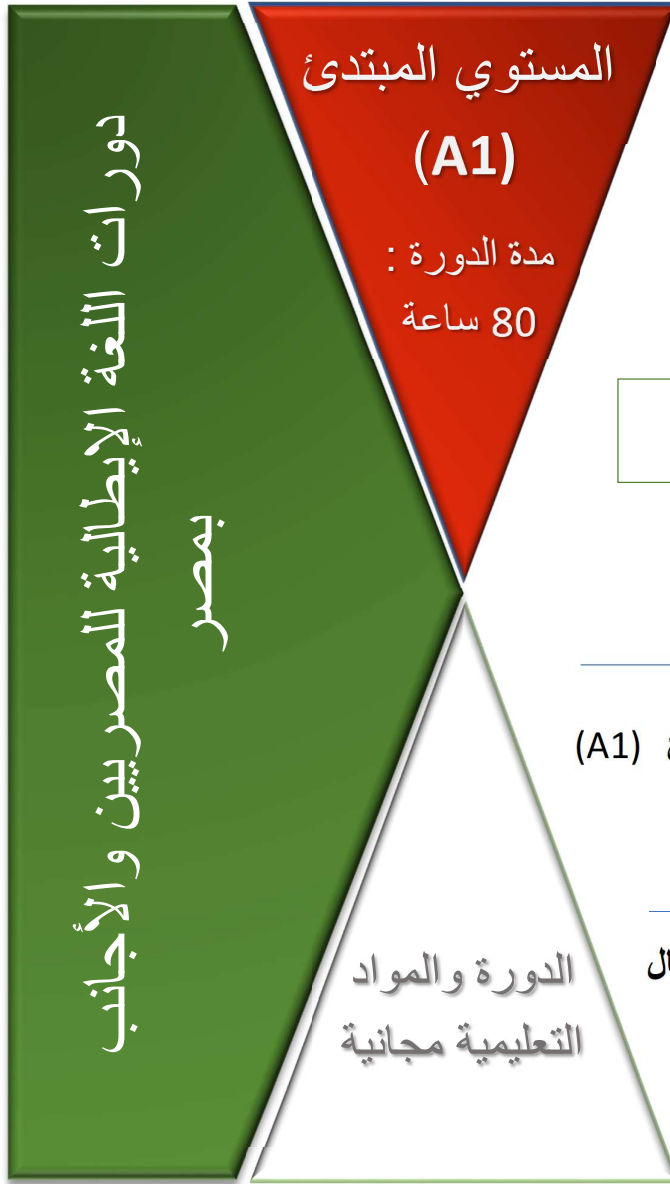 دورات اللغة الإيطالية للمصريين والأجانب
بمصر
المستوي المبتدئ
(A1)
مدة الدورة :
80 ساعة
(A1)
الدورة والمواد
التعليمية مجانية